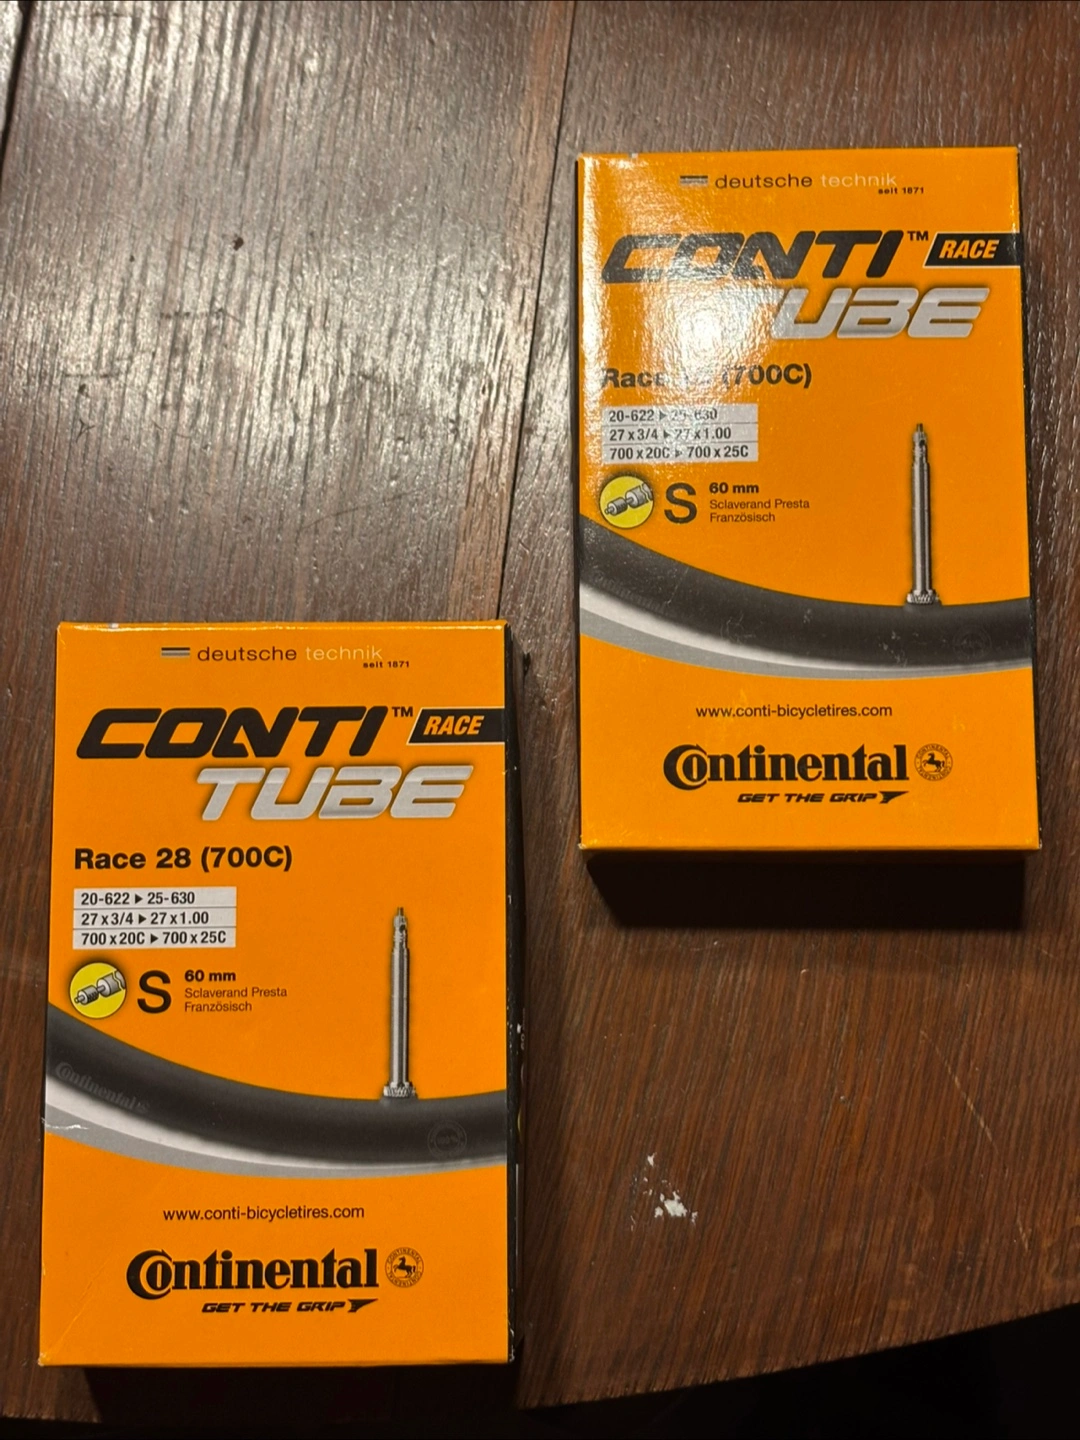 deutsche technik
seit 1871
CONTI™ RACE
TUBE
Race 28 (700C)
20-622 ▸ 25-630
27 x 3/4 ▸ 27 x 1.00
700 x 20C ▸ 700 x 25C
S 60 mm
Sclaverand Presta
Französisch
Continental
www.conti-bicycletires.com
Continental
GET THE GRIP
deutsche technik
seit 1871
CONTI™ RACE
TUBE
Race (700C)
20-622 ▸ 25-630
27 x 3/4 ▸ 27 x 1.00
700 x 20C ▸ 700 x 25C
S 60 mm
Sclaverand Presta
Französisch
www.conti-bicycletires.com
Continental
GET THE GRIP